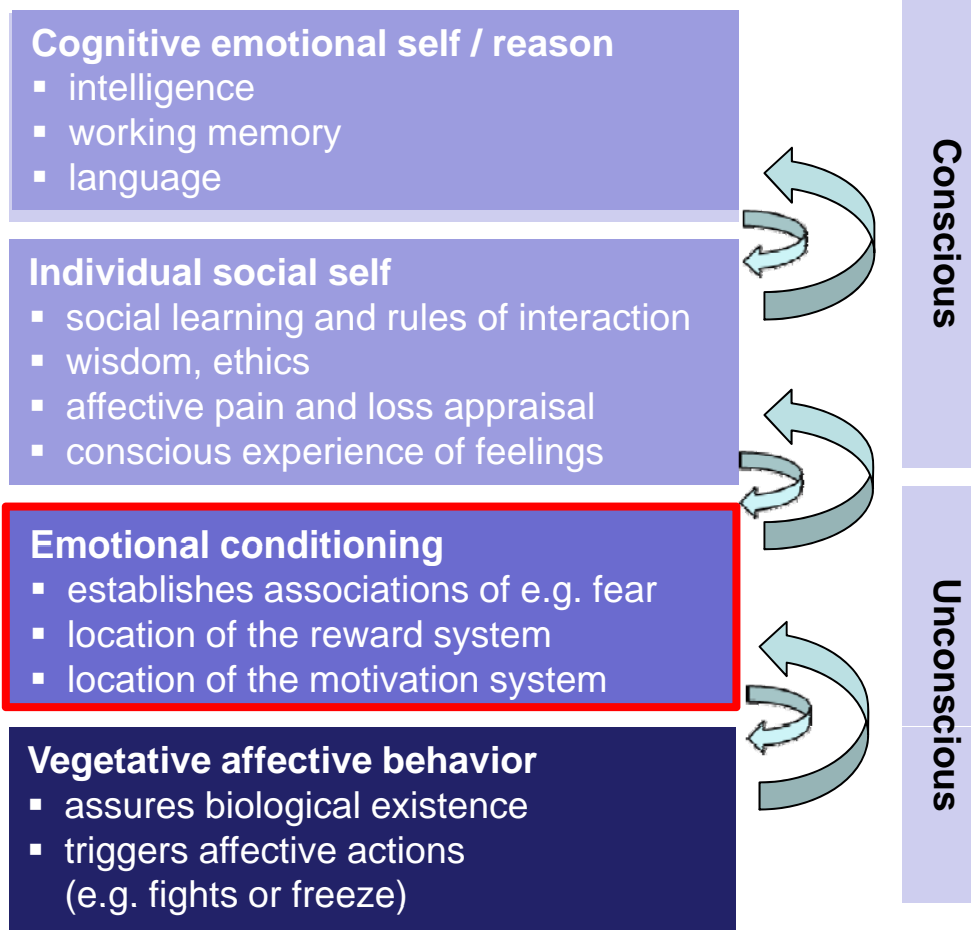 Cognitive emotional self / reason
▪ intelligence
▪ working memory
▪ language
Individual social self
▪ social learning and rules of interaction
▪ wisdom, ethics
▪ affective pain and loss appraisal
▪ conscious experience of feelings
Emotional conditioning
▪ establishes associations of e.g. fear
▪ location of the reward system
▪ location of the motivation system
Vegetative affective behavior
▪ assures biological existence
▪ triggers affective actions
(e.g. fights or freeze)
Conscious
Unconscious